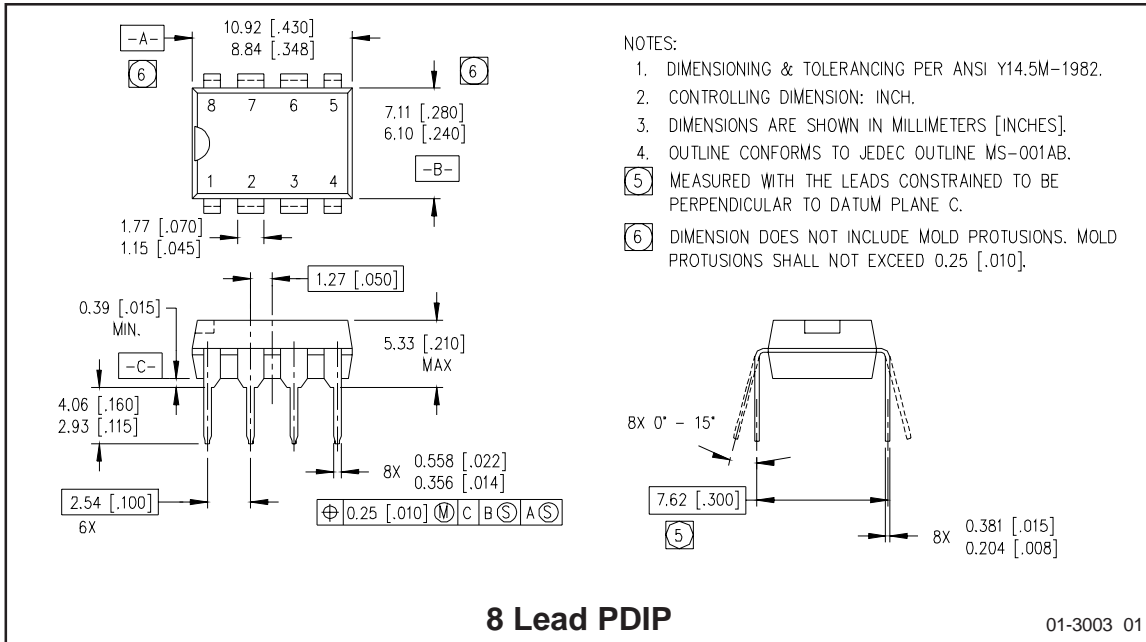 -A-
10.92 [.430]
8.84 [.348]
6
6
8 7 6 5
7.11 [.280]
6.10 [.240]
-B-
1 2 3 4
1.77 [.070]
1.15 [.045]
NOTES:
1. DIMENSIONING & TOLERANCING PER ANSI Y14.5M-1982.
2. CONTROLLING DIMENSION: INCH.
3. DIMENSIONS ARE SHOWN IN MILLIMETERS [INCHES].
4. OUTLINE CONFORMS TO JEDEC OUTLINE MS-001AB.
5 MEASURED WITH THE LEADS CONSTRAINED TO BE
PERPENDICULAR TO DATUM PLANE C.
6 DIMENSION DOES NOT INCLUDE MOLD PROTUSIONS. MOLD
PROTUSIONS SHALL NOT EXCEED 0.25 [.010].
1.27 [.050]
0.39 [.015]
MIN.
-C-
5.33 [.210]
MAX
4.06 [.160]
2.93 [.115]
2.54 [.100]
6X
8X 0.558 [.022]
0.356 [.014]
⌖ 0.25 [.010] Ⓜ C B Ⓢ A Ⓢ
8X 0° - 15°
7.62 [.300]
5
8X 0.381 [.015]
0.204 [.008]
8 Lead PDIP
01-3003 01